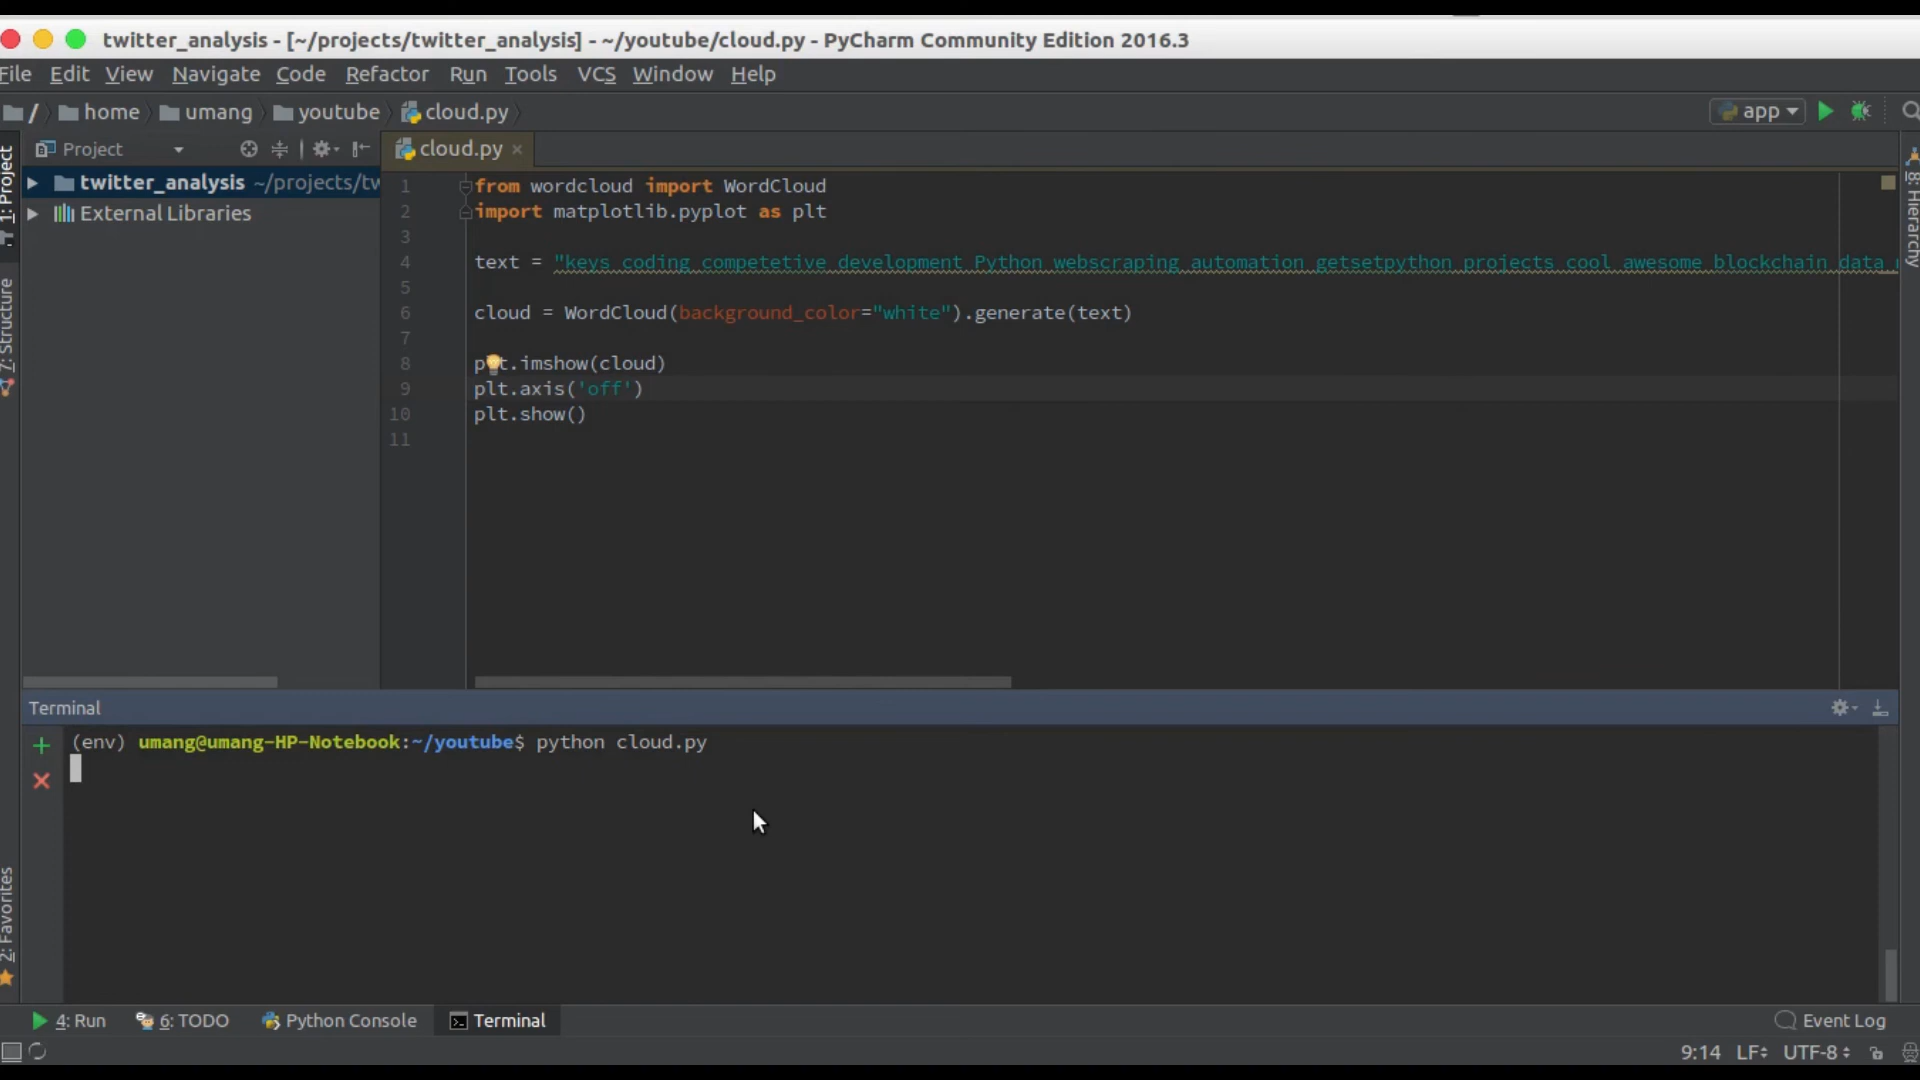 twitter_analysis - [~/projects/twitter_analysis] - ~/youtube/cloud.py - PyCharm Community Edition 2016.3
File Edit View Navigate Code Refactor Run Tools VCS Window Help
/ home umang youtube cloud.py
app
Project
cloud.py
1: Project
twitter_analysis ~/projects/tw
External Libraries
7: Structure
2: Favorites
1 from wordcloud import WordCloud
2 import matplotlib.pyplot as plt
3
4 text = "keys coding competetive development Python webscraping automation getsetpython projects cool awesome blockchain data
5
6 cloud = WordCloud(background_color="white").generate(text)
7
8 plt.imshow(cloud)
9 plt.axis('off')
10 plt.show()
11
8: Hierarchy
Terminal
(env) umang@umang-HP-Notebook:~/youtube$ python cloud.py
4: Run 6: TODO Python Console Terminal Event Log
9:14 LF UTF-8